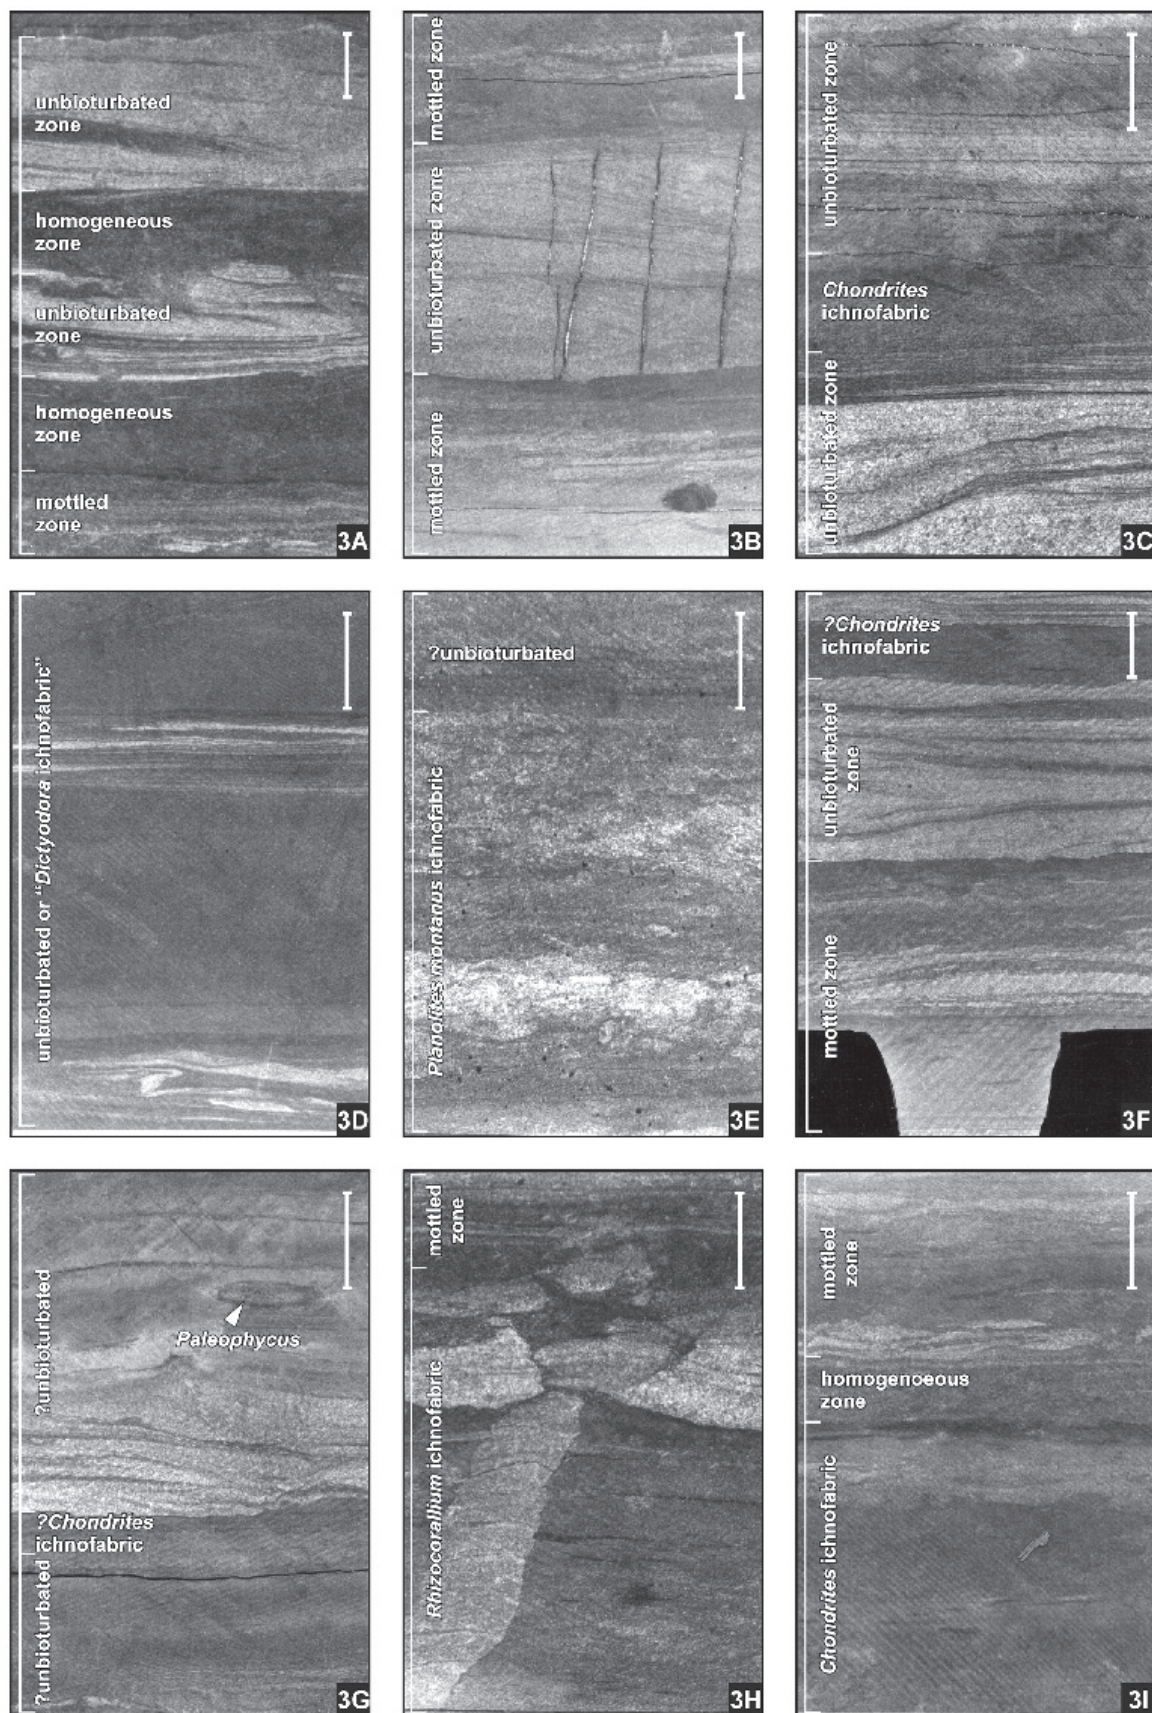 unbioturbated
zone
homogeneous
zone
unbioturbated
zone
homogeneous
zone
mottled
zone
3A
mottled zone
unbioturbated zone
mottled zone
3B
unbioturbated zone
Chondrites
ichnofabric
unbioturbated zone
3C
unbioturbated or “Dictyodora ichnofabric”
3D
?unbioturbated
Planolites montanus ichnofabric
3E
?Chondrites
ichnofabric
unbioturbated
zone
mottled zone
3F
?unbioturbated
Paleophycus
?Chondrites
ichnofabric
?unbioturbated
3G
mottled
zone
Rhizocorallium ichnofabric
3H
mottled
zone
homogenoeous
zone
Chondrites ichnofabric
3I